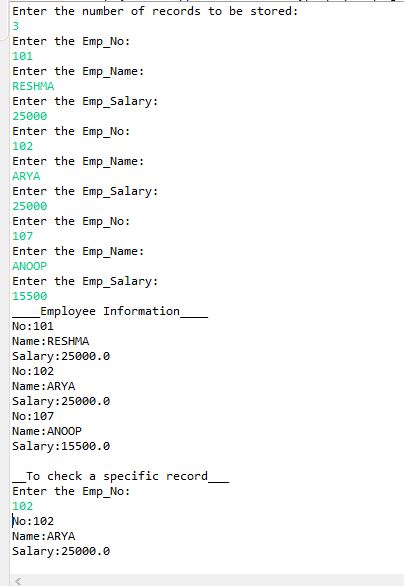 Enter the number of records to be stored:
3
Enter the Emp_No:
101
Enter the Emp_Name:
RESHMA
Enter the Emp_Salary:
25000
Enter the Emp_No:
102
Enter the Emp_Name:
ARYA
Enter the Emp_Salary:
25000
Enter the Emp_No:
107
Enter the Emp_Name:
ANOOP
Enter the Emp_Salary:
15500
____Employee Information____
No:101
Name:RESHMA
Salary:25000.0
No:102
Name:ARYA
Salary:25000.0
No:107
Name:ANOOP
Salary:15500.0

__To check a specific record___
Enter the Emp_No:
102
No:102
Name:ARYA
Salary:25000.0